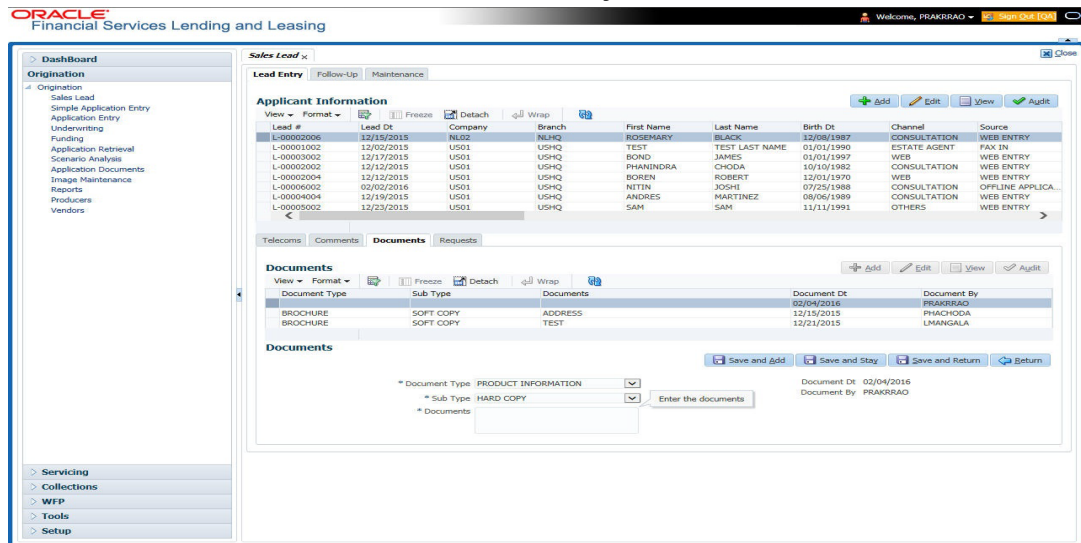 ORACLE
Financial Services Lending and Leasing
Welcome, PRAKRRAO
Sign Out [QA]
DashBoard
Origination
Origination
Sales Lead
Simple Application Entry
Application Entry
Underwriting
Funding
Application Retrieval
Scenario Analysis
Application Documents
Image Maintenance
Reports
Producers
Vendors
Servicing
Collections
WFP
Tools
Setup
Sales Lead x
Close
Lead Entry Follow-Up Maintenance
Applicant Information
Add Edit View Audit
View Format Freeze Detach Wrap
Lead # Lead Dt Company Branch First Name Last Name Birth Dt Channel Source
L-00002006 12/15/2015 NL02 NLHQ ROSEMARY BLACK 12/08/1987 CONSULTATION WEB ENTRY
L-00001002 12/02/2015 US01 USHQ TEST TEST LAST NAME 01/01/1990 ESTATE AGENT FAX IN
L-00003002 12/17/2015 US01 USHQ BOND JAMES 01/01/1997 WEB WEB ENTRY
L-00002002 12/12/2015 US01 USHQ PHANINDRA CHODA 10/10/1982 CONSULTATION WEB ENTRY
L-00002004 12/12/2015 US01 USHQ BOREN ROBERT 12/01/1970 WEB WEB ENTRY
L-00006002 02/02/2016 US01 USHQ NITIN JOSHI 07/25/1988 CONSULTATION OFFLINE APPLICA...
L-00004004 12/19/2015 US01 USHQ ANDRES MARTINEZ 08/06/1989 CONSULTATION WEB ENTRY
L-00005002 12/23/2015 US01 USHQ SAM SAM 11/11/1991 OTHERS WEB ENTRY
Telecoms Comments Documents Requests
Documents
Add Edit View Audit
View Format Freeze Detach Wrap
Document Type Sub Type Documents Document Dt Document By
02/04/2016 PRAKRRAO
BROCHURE SOFT COPY ADDRESS 12/15/2015 PHACHODA
BROCHURE SOFT COPY TEST 12/21/2015 LMANGALA
Documents
Save and Add Save and Stay Save and Return Return
* Document Type PRODUCT INFORMATION
Document Dt 02/04/2016
* Sub Type HARD COPY
Enter the documents
Document By PRAKRRAO
* Documents